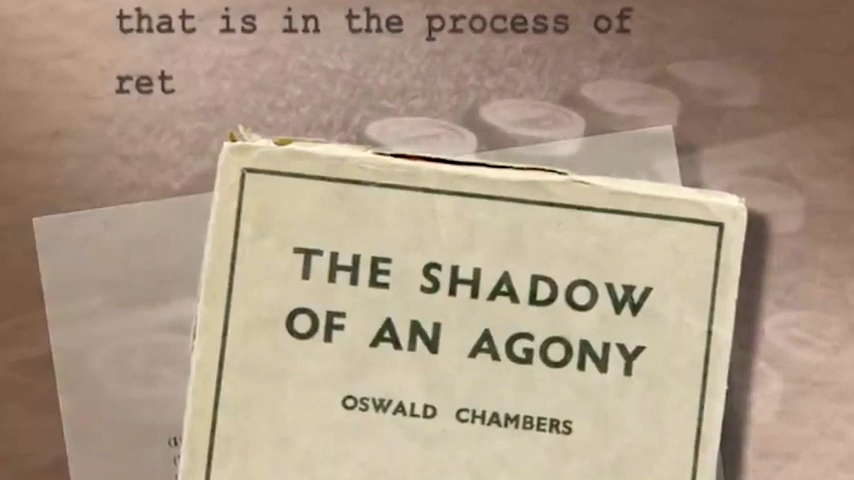 that is in the process of
ret
THE SHADOW
OF AN AGONY
OSWALD CHAMBERS